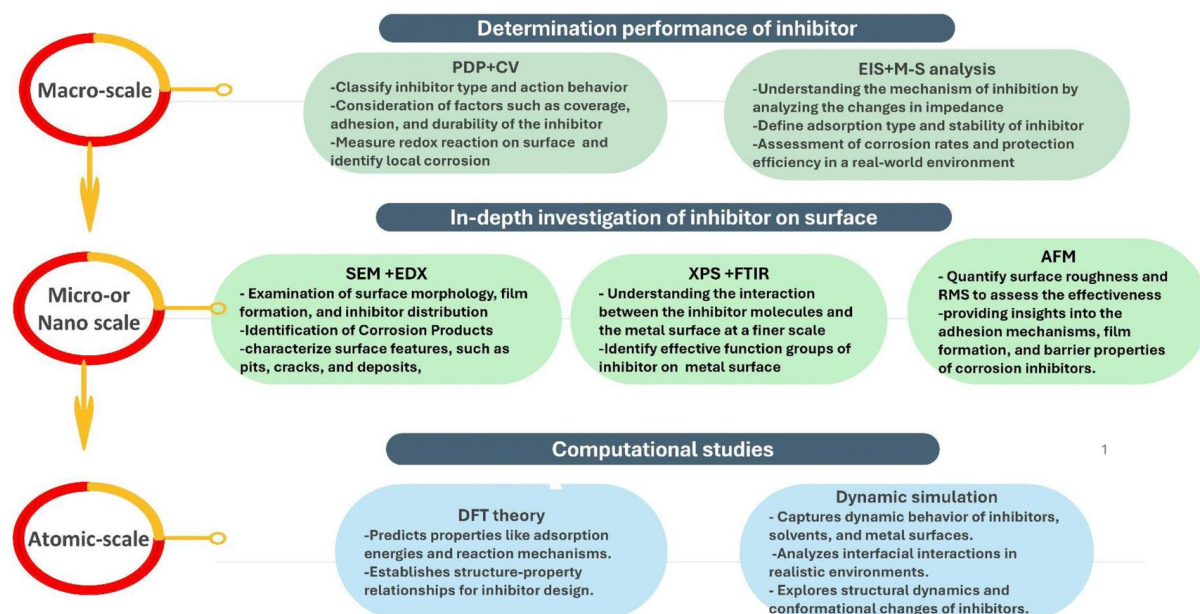 Determination performance of inhibitor
Macro-scale
PDP+CV
-Classify inhibitor type and action behavior
-Consideration of factors such as coverage,
adhesion, and durability of the inhibitor
-Measure redox reaction on surface and
identify local corrosion
EIS+M-S analysis
-Understanding the mechanism of inhibition by
analyzing the changes in impedance
-Define adsorption type and stability of inhibitor
-Assessment of corrosion rates and protection
efficiency in a real-world environment
In-depth investigation of inhibitor on surface
Micro-or
Nano scale
SEM +EDX
- Examination of surface morphology, film
formation, and inhibitor distribution
-Identification of Corrosion Products
-characterize surface features, such as
pits, cracks, and deposits,
XPS +FTIR
- Understanding the interaction
between the inhibitor molecules and
the metal surface at a finer scale
-Identify effective function groups of
inhibitor on metal surface
AFM
- Quantify surface roughness and
RMS to assess the effectiveness
-providing insights into the
adhesion mechanisms, film
formation, and barrier properties
of corrosion inhibitors.
Computational studies
1
Atomic-scale
DFT theory
-Predicts properties like adsorption
energies and reaction mechanisms.
-Establishes structure-property
relationships for inhibitor design.
Dynamic simulation
- Captures dynamic behavior of inhibitors,
solvents, and metal surfaces.
-Analyzes interfacial interactions in
realistic environments.
- Explores structural dynamics and
conformational changes of inhibitors.